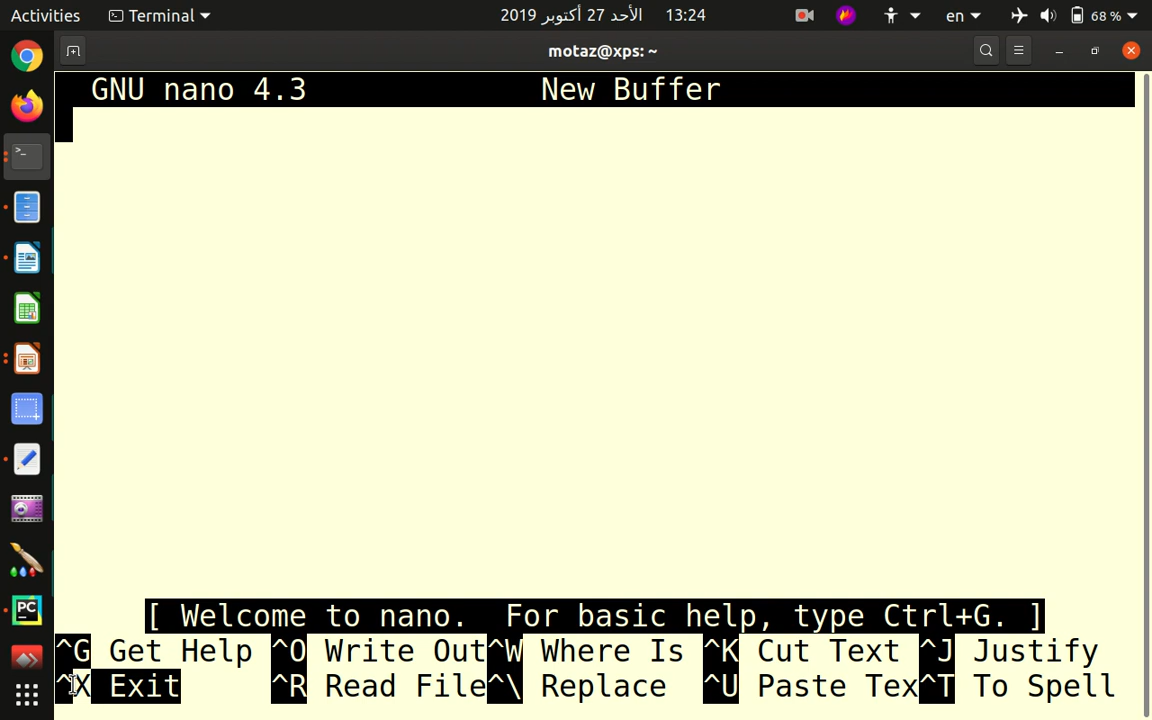 Activities Terminal الأحد 27 أكتوبر 2019 13:24 en 68 %
motaz@xps: ~
GNU nano 4.3 New Buffer
[ Welcome to nano. For basic help, type Ctrl+G. ]
^G Get Help ^O Write Out ^W Where Is ^K Cut Text ^J Justify
^X Exit ^R Read File ^\ Replace ^U Paste Tex ^T To Spell
PC